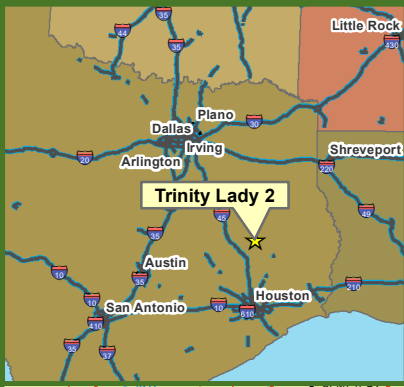 35
44
35
Little Rock
430
Plano
30
Dallas
Irving
Shreveport
20
Arlington
220
Trinity Lady 2
45
49
35
Austin
10
35
210
10
San Antonio
10
Houston
410
610
35
37